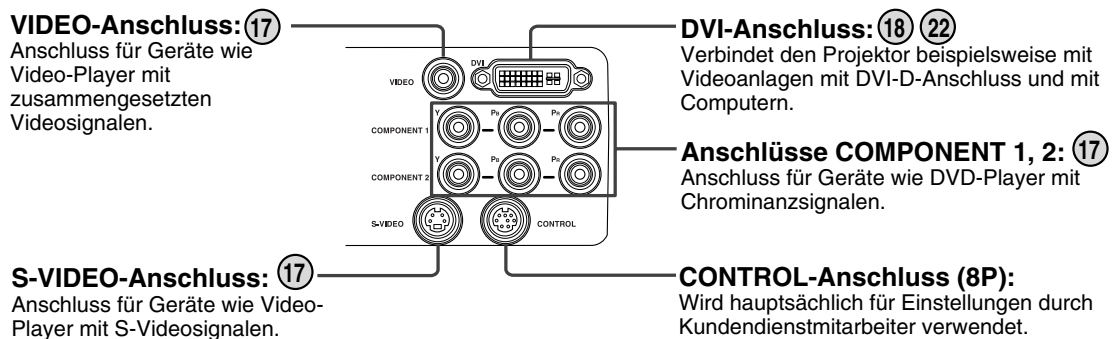 VIDEO-Anschluss: 17
Anschluss für Geräte wie
Video-Player mit
zusammengesetzten
Videosignalen.
S-VIDEO-Anschluss: 17
Anschluss für Geräte wie Video-
Player mit S-Videosignalen.
VIDEO
DVI
COMPONENT 1
Y
PB
PR
COMPONENT 2
Y
PB
PR
S-VIDEO
CONTROL
DVI-Anschluss: 18 22
Verbindet den Projektor beispielsweise mit
Videoanlagen mit DVI-D-Anschluss und mit
Computern.
Anschlüsse COMPONENT 1, 2: 17
Anschluss für Geräte wie DVD-Player mit
Chrominanzsignalen.
CONTROL-Anschluss (8P):
Wird hauptsächlich für Einstellungen durch
Kundendienstmitarbeiter verwendet.